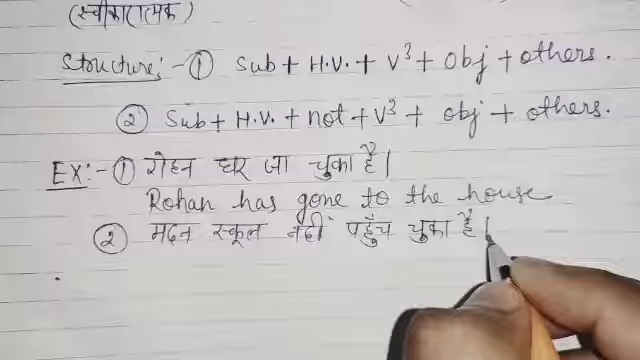 (स्वीकारात्मक)
Structure:- ① Sub + H.V. + V³ + Obj + others.
② Sub + H.V. + not + V³ + obj + others.
EX:- ① रोहन घर जा चुका है।
Rohan has gone to the house
② मदन स्कूल नहीं पहुँच चुका है।